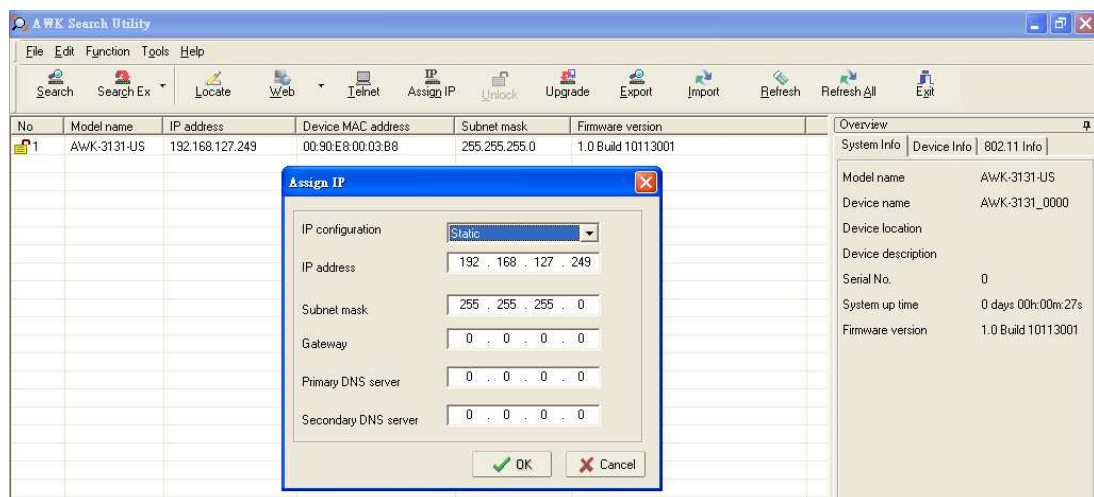 AWK Search Utility
File Edit Function Tools Help
Search Search Ex Locate Web Telnet Assign IP Unlock Upgrade Export Import Refresh Refresh All Exit
No Model name IP address Device MAC address Subnet mask Firmware version
1 AWK-3131-US 192.168.127.249 00:90:E8:00:03:B8 255.255.255.0 1.0 Build 10113001
Assign IP
IP configuration Static
IP address 192 . 168 . 127 . 249
Subnet mask 255 . 255 . 255 . 0
Gateway 0 . 0 . 0 . 0
Primary DNS server 0 . 0 . 0 . 0
Secondary DNS server 0 . 0 . 0 . 0
OK Cancel
Overview
System Info Device Info 802.11 Info
Model name AWK-3131-US
Device name AWK-3131_0000
Device location
Device description
Serial No. 0
System up time 0 days 00h:00m:27s
Firmware version 1.0 Build 10113001